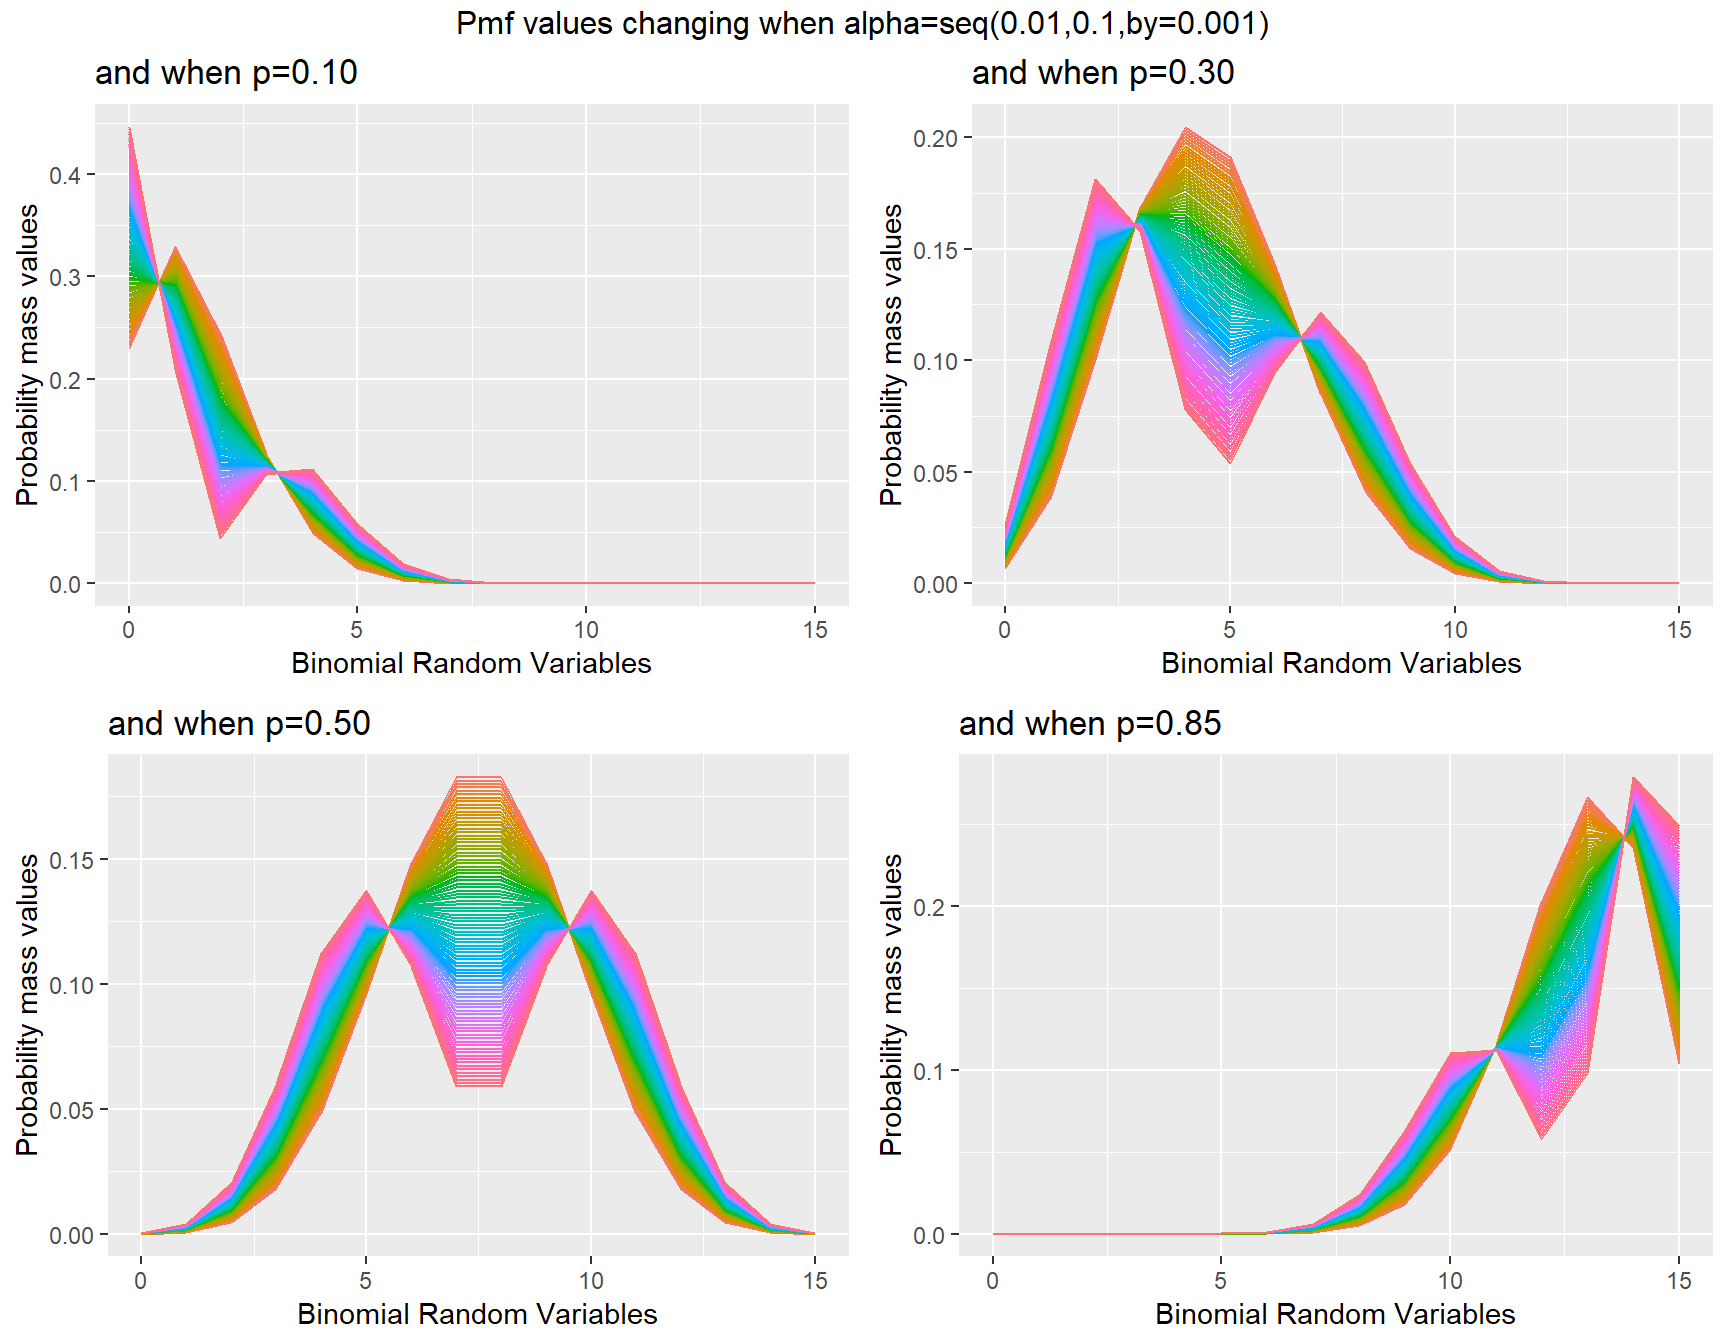 Pmf values changing when alpha=seq(0.01,0.1,by=0.001)
and when p=0.10
Probability mass values
0.4
0.3
0.2
0.1
0.0
0 5 10 15
Binomial Random Variables
and when p=0.30
Probability mass values
0.20
0.15
0.10
0.05
0.00
0 5 10 15
Binomial Random Variables
and when p=0.50
Probability mass values
0.15
0.10
0.05
0.00
0 5 10 15
Binomial Random Variables
and when p=0.85
Probability mass values
0.2
0.1
0.0
0 5 10 15
Binomial Random Variables